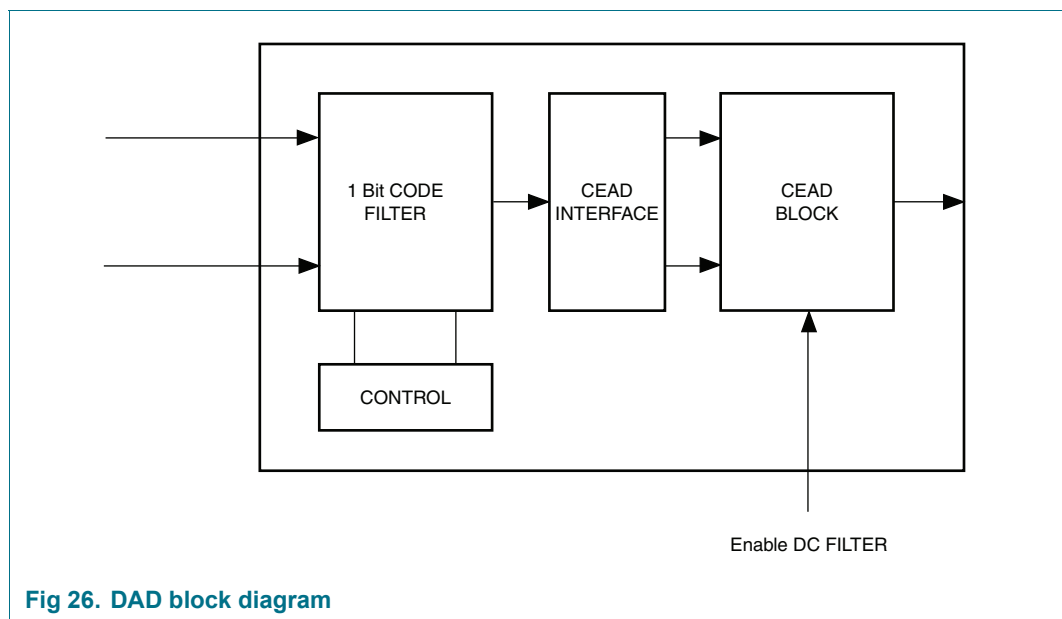 1 Bit CODE
FILTER
CEAD
INTERFACE
CEAD
BLOCK
CONTROL
Enable DC FILTER
Fig 26. DAD block diagram